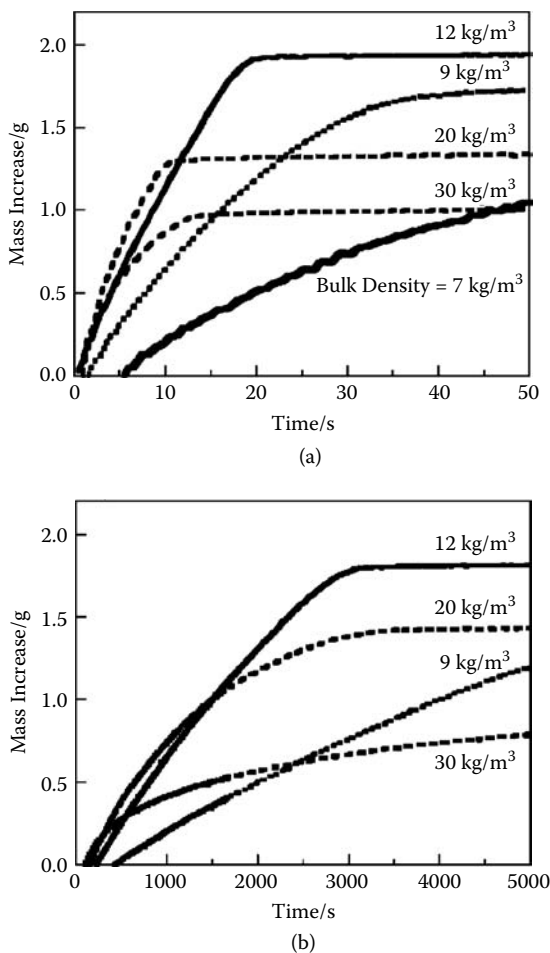 2.0
1.5
1.0
0.5
0.0
Mass Increase/g
12 kg/m³
9 kg/m³
20 kg/m³
30 kg/m³
Bulk Density = 7 kg/m³
0 10 20 30 40 50
Time/s
(a)
2.0
1.5
1.0
0.5
0.0
Mass Increase/g
12 kg/m³
20 kg/m³
9 kg/m³
30 kg/m³
0 1000 2000 3000 4000 5000
Time/s
(b)